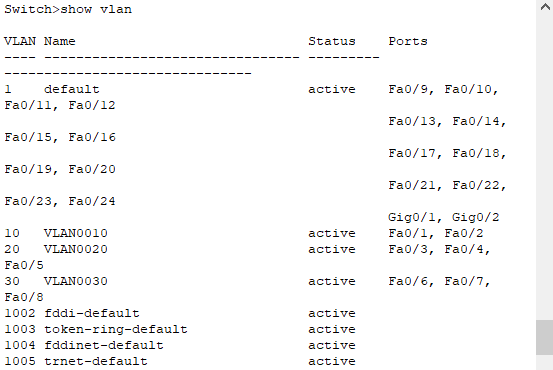 Switch>show vlan
VLAN Name                             Status    Ports
---- -------------------------------- ---------
-------------------------------
1    default                          active    Fa0/9, Fa0/10,
Fa0/11, Fa0/12
                                                Fa0/13, Fa0/14,
Fa0/15, Fa0/16
                                                Fa0/17, Fa0/18,
Fa0/19, Fa0/20
                                                Fa0/21, Fa0/22,
Fa0/23, Fa0/24
                                                Gig0/1, Gig0/2
10   VLAN0010                         active    Fa0/1, Fa0/2
20   VLAN0020                         active    Fa0/3, Fa0/4,
Fa0/5
30   VLAN0030                         active    Fa0/6, Fa0/7,
Fa0/8
1002 fddi-default                     active
1003 token-ring-default               active
1004 fddinet-default                  active
1005 trnet-default                    active